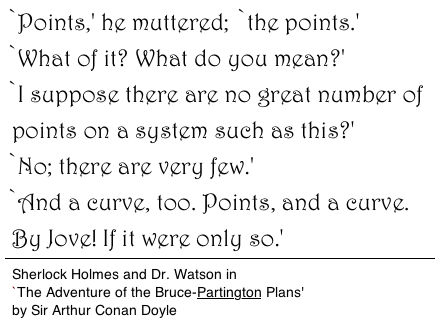 `Points,' he muttered; `the points.'
`What of it? What do you mean?'
`I suppose there are no great number of
points on a system such as this?'
`No; there are very few.'
`And a curve, too. Points, and a curve.
By Jove! If it were only so.'
Sherlock Holmes and Dr. Watson in
`The Adventure of the Bruce-Partington Plans'
by Sir Arthur Conan Doyle